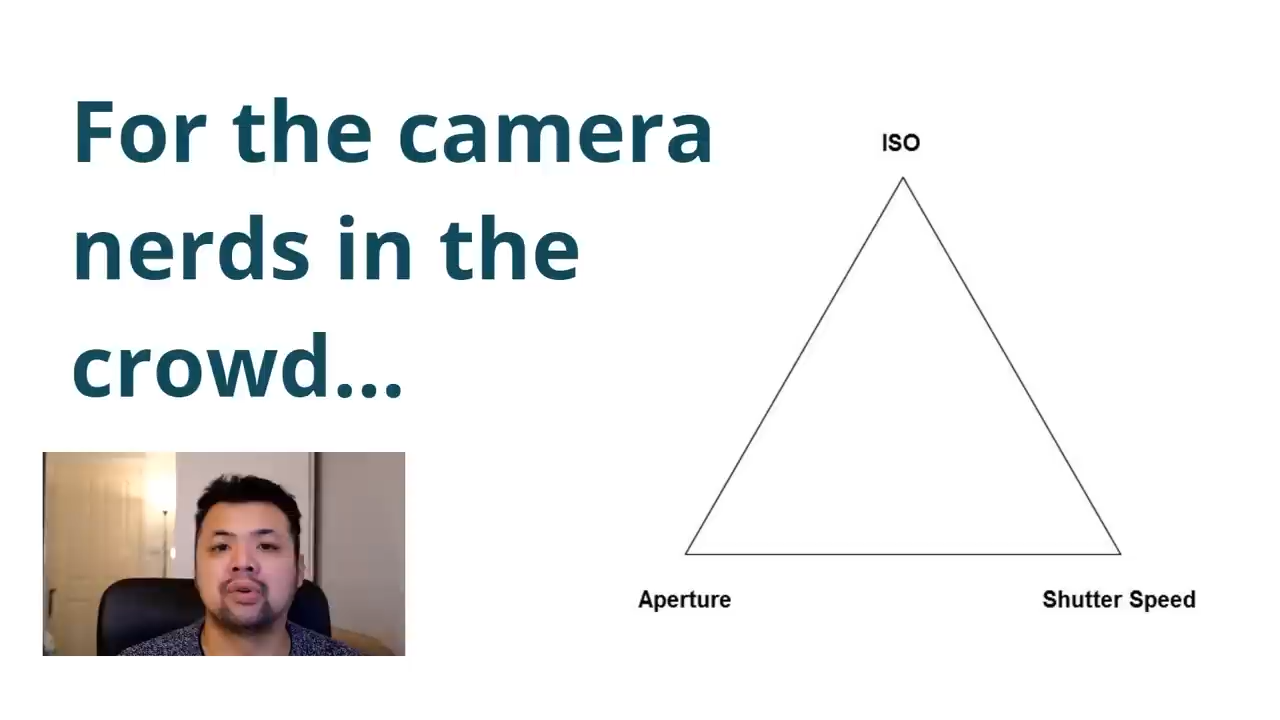 For the camera
nerds in the
crowd...
ISO
Aperture
Shutter Speed